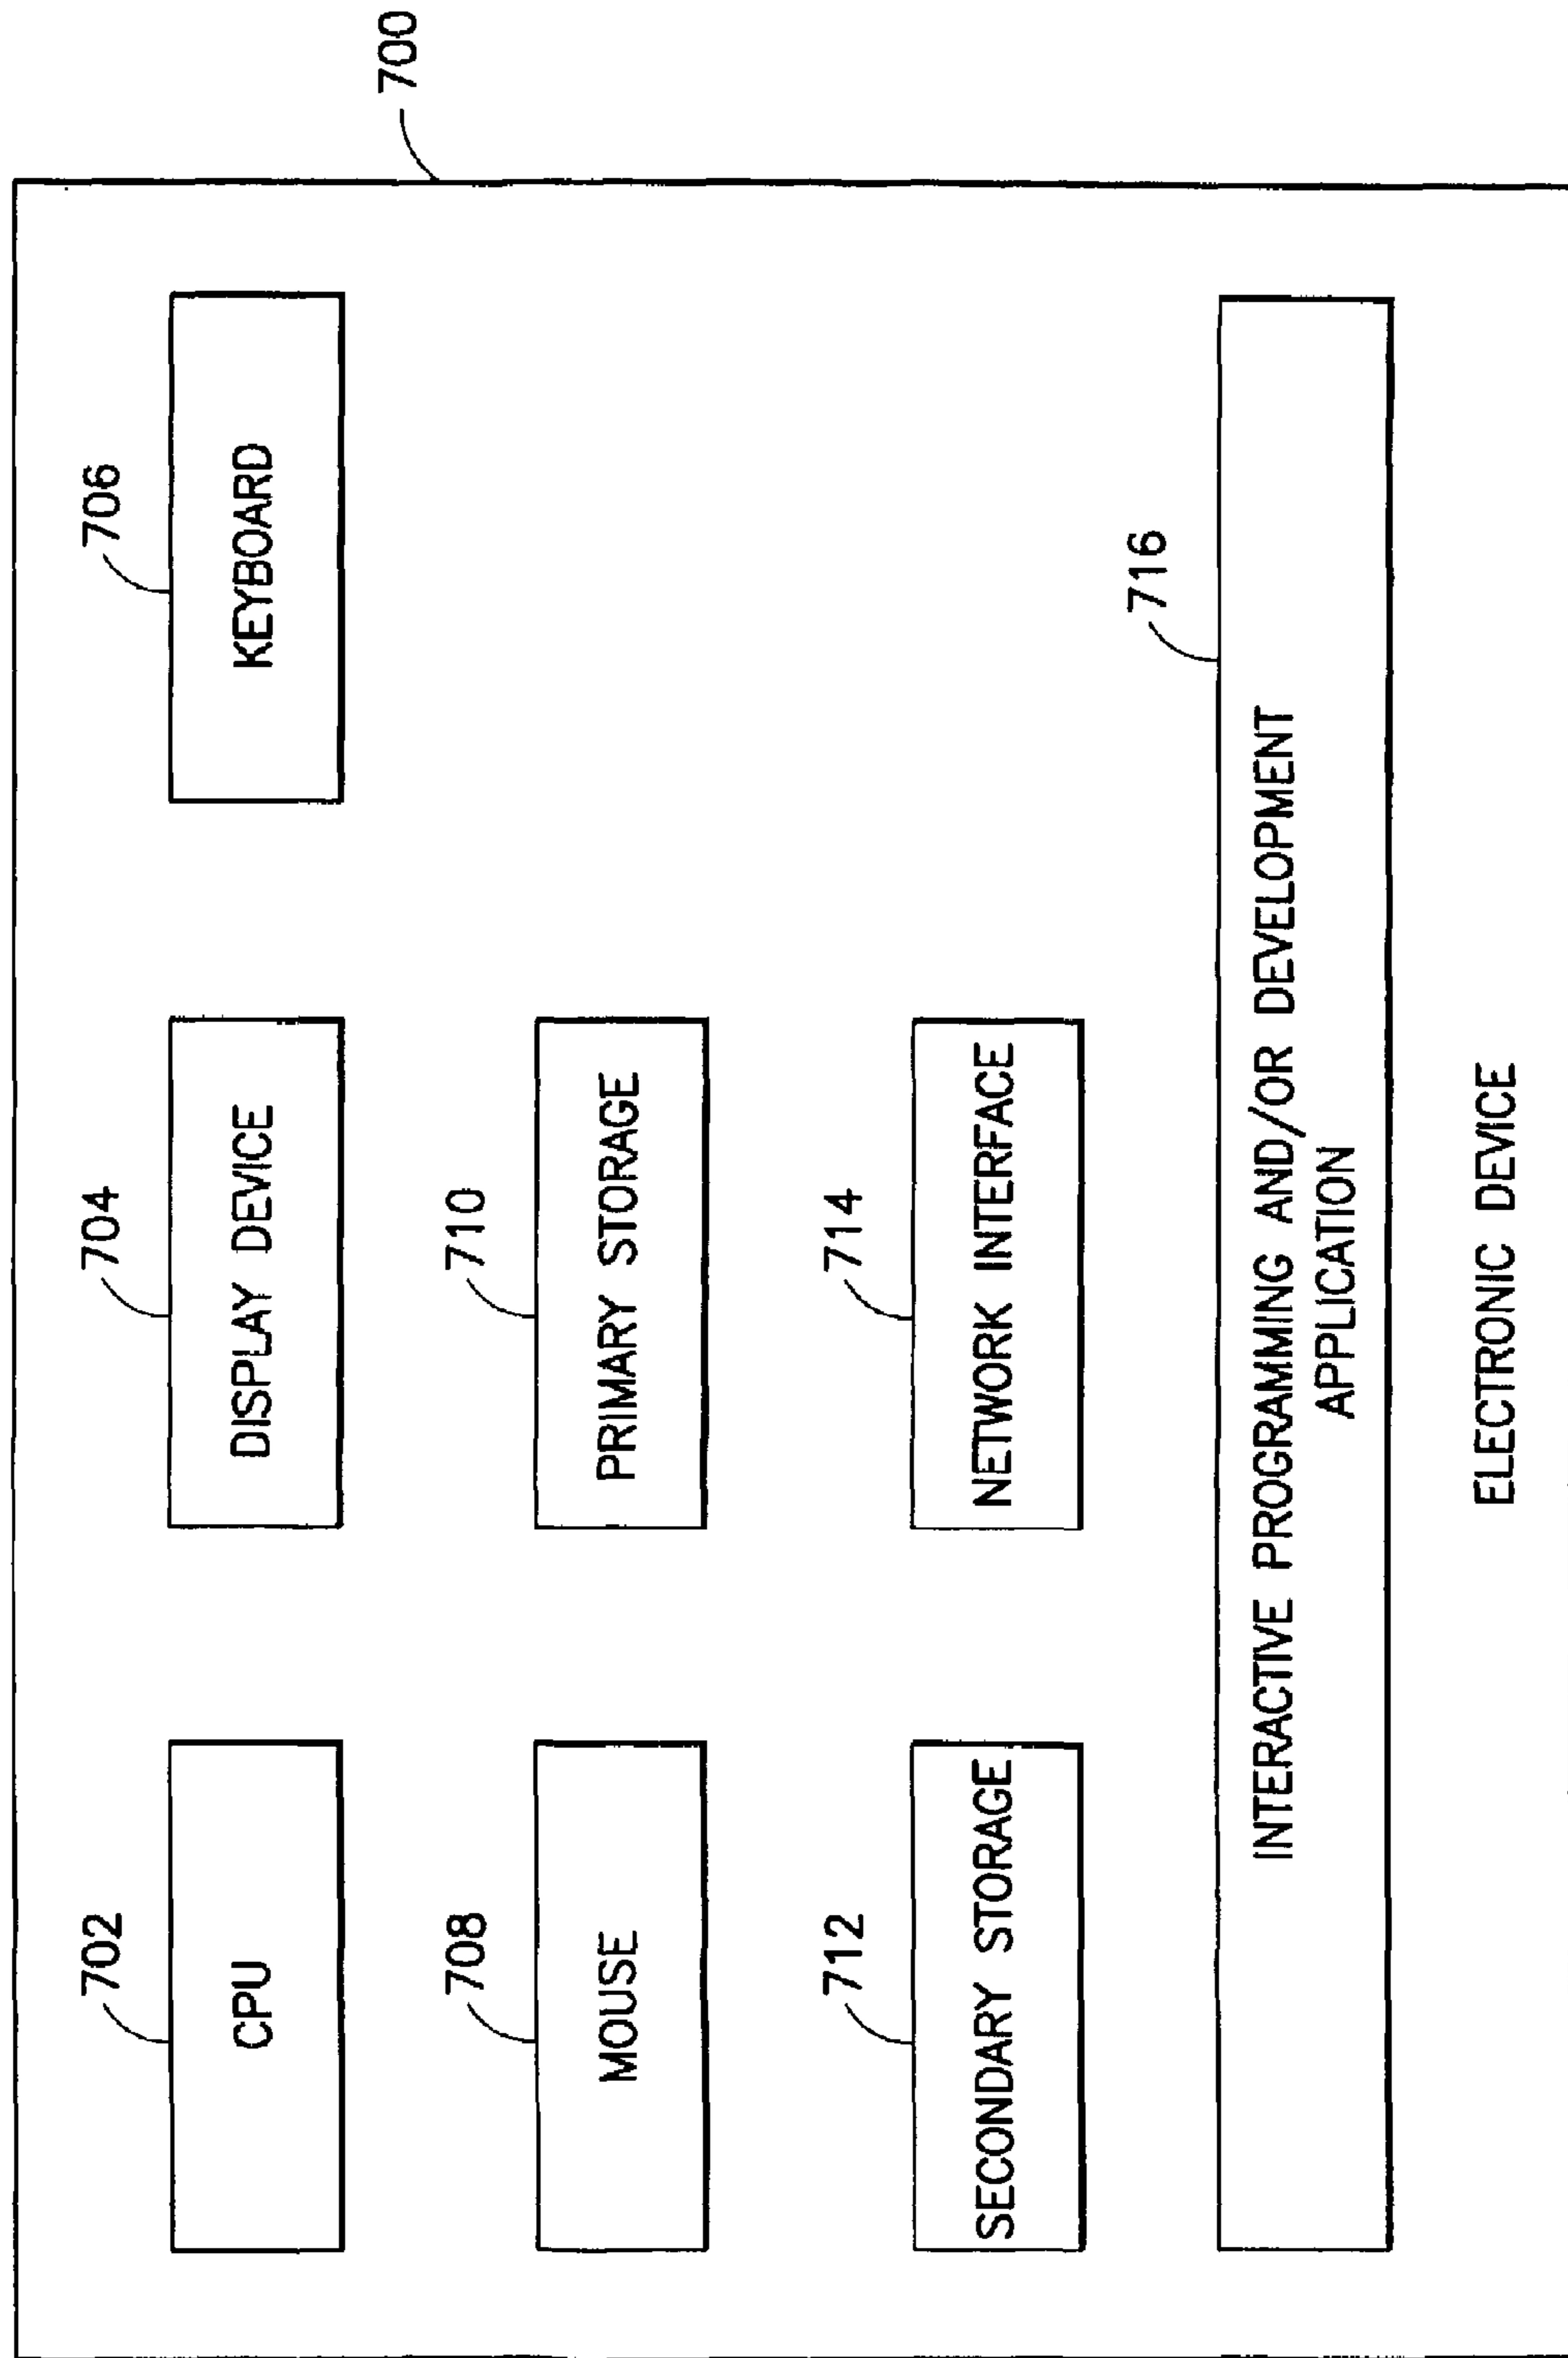 700
702
704
706
CPU
DISPLAY DEVICE
KEYBOARD
708
710
MOUSE
PRIMARY STORAGE
712
714
SECONDARY STORAGE
NETWORK INTERFACE
716
INTERACTIVE PROGRAMMING AND/OR DEVELOPMENT
APPLICATION
ELECTRONIC DEVICE